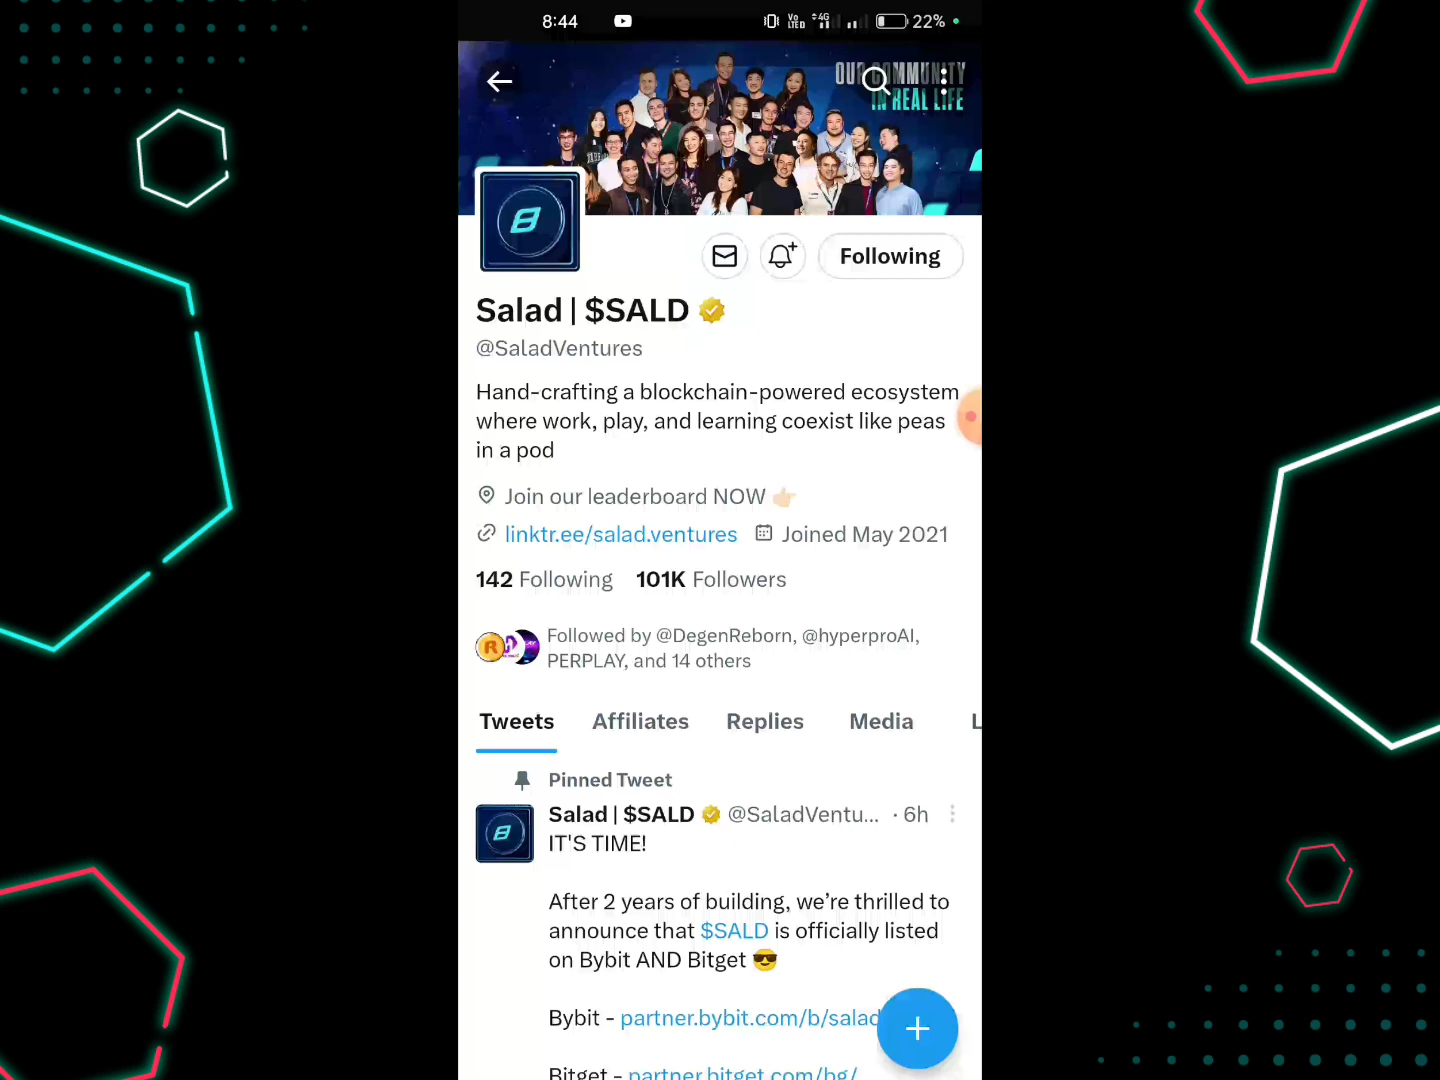 8:44
Vo LTED
4G
22%
OUR COMMUNITY
IN REAL LIFE
Following
Salad | $SALD
@SaladVentures
Hand-crafting a blockchain-powered ecosystem
where work, play, and learning coexist like peas
in a pod
Join our leaderboard NOW 👉🏻
linktr.ee/salad.ventures Joined May 2021
142 Following 101K Followers
Followed by @DegenReborn, @hyperproAI,
PERPLAY, and 14 others
Tweets Affiliates Replies Media L
Pinned Tweet
Salad | $SALD @SaladVentu... · 6h
IT'S TIME!
After 2 years of building, we’re thrilled to
announce that $SALD is officially listed
on Bybit AND Bitget 😎
Bybit - partner.bybit.com/b/salad
Bitget - partner.bitget.com/bg/